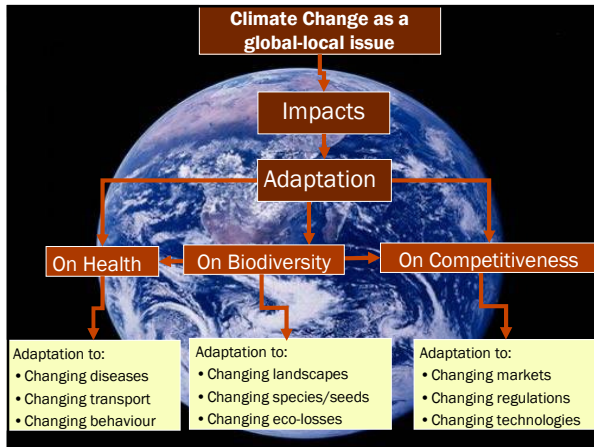 Climate Change as a
global-local issue
Impacts
Adaptation
On Health
On Biodiversity
On Competitiveness
Adaptation to:
• Changing diseases
• Changing transport
• Changing behaviour
Adaptation to:
• Changing landscapes
• Changing species/seeds
• Changing eco-losses
Adaptation to:
• Changing markets
• Changing regulations
• Changing technologies